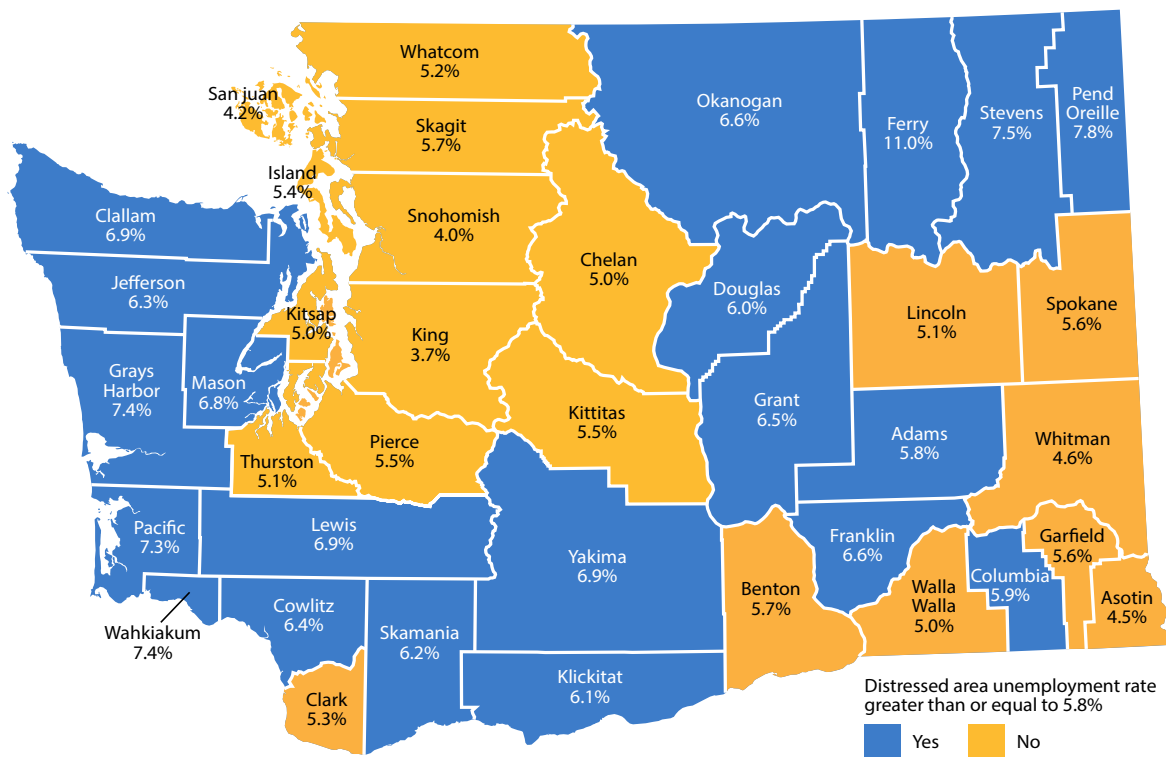 Whatcom
5.2%
San juan
4.2%
Skagit
5.7%
Island
5.4%
Snohomish
4.0%
Okanogan
6.6%
Ferry
11.0%
Stevens
7.5%
Pend
Oreille
7.8%
Clallam
6.9%
Jefferson
6.3%
Kitsap
5.0%
King
3.7%
Chelan
5.0%
Douglas
6.0%
Lincoln
5.1%
Spokane
5.6%
Grays
Harbor
7.4%
Mason
6.8%
Thurston
5.1%
Pierce
5.5%
Kittitas
5.5%
Grant
6.5%
Adams
5.8%
Whitman
4.6%
Pacific
7.3%
Lewis
6.9%
Yakima
6.9%
Benton
5.7%
Franklin
6.6%
Walla
Walla
5.0%
Columbia
5.9%
Garfield
5.6%
Asotin
4.5%
Wahkiakum
7.4%
Cowlitz
6.4%
Skamania
6.2%
Klickitat
6.1%
Clark
5.3%
Distressed area unemployment rate
greater than or equal to 5.8%
Yes
No